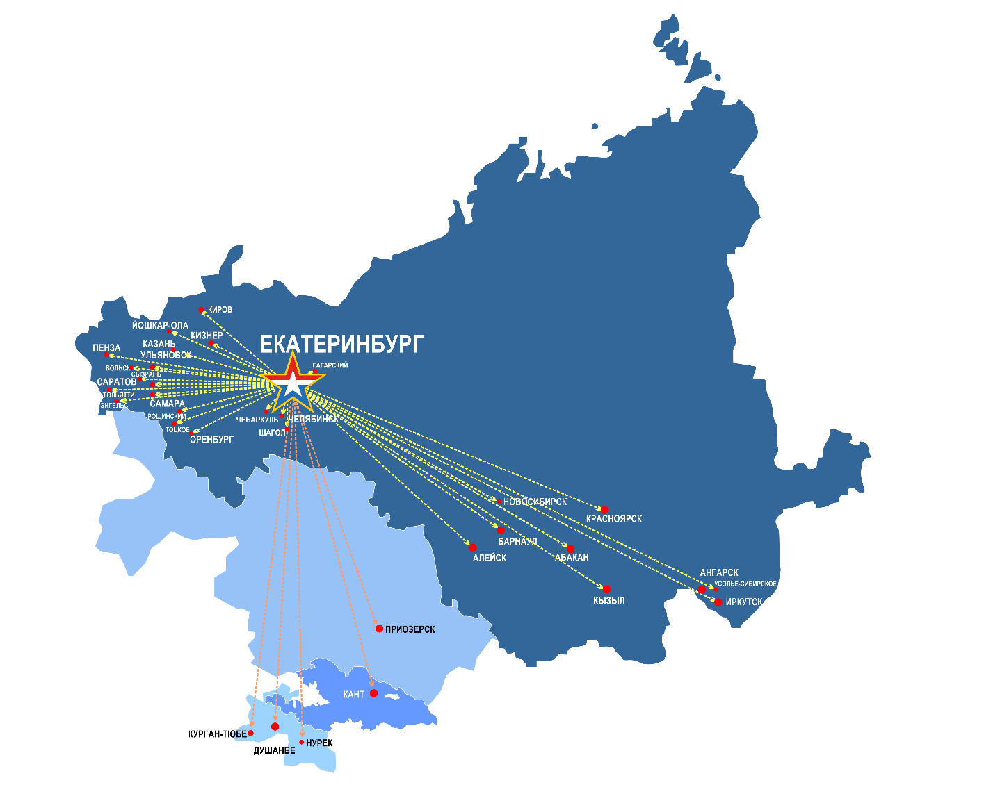 КИРОВ
ЙОШКАР-ОЛА
КИЗНЕР
ЕКАТЕРИНБУРГ
ПЕНЗА
КАЗАНЬ
УЛЬЯНОВСК
ГАГАРСКИЙ
ВОЛЬСК
СЫЗРАНЬ
САРАТОВ
ТОЛЬЯТТИ
ЭНГЕЛЬС
САМАРА
РОЩИНСКИЙ
ЧЕБАРКУЛЬ
ЧЕЛЯБИНСК
ТОЦКОЕ
ШАГОЛ
ОРЕНБУРГ
НОВОСИБИРСК
КРАСНОЯРСК
БАРНАУЛ
АЛЕЙСК
АБАКАН
АНГАРСК
УСОЛЬЕ-СИБИРСКОЕ
КЫЗЫЛ
ИРКУТСК
ПРИОЗЕРСК
КАНТ
КУРГАН-ТЮБЕ
НУРЕК
ДУШАНБЕ